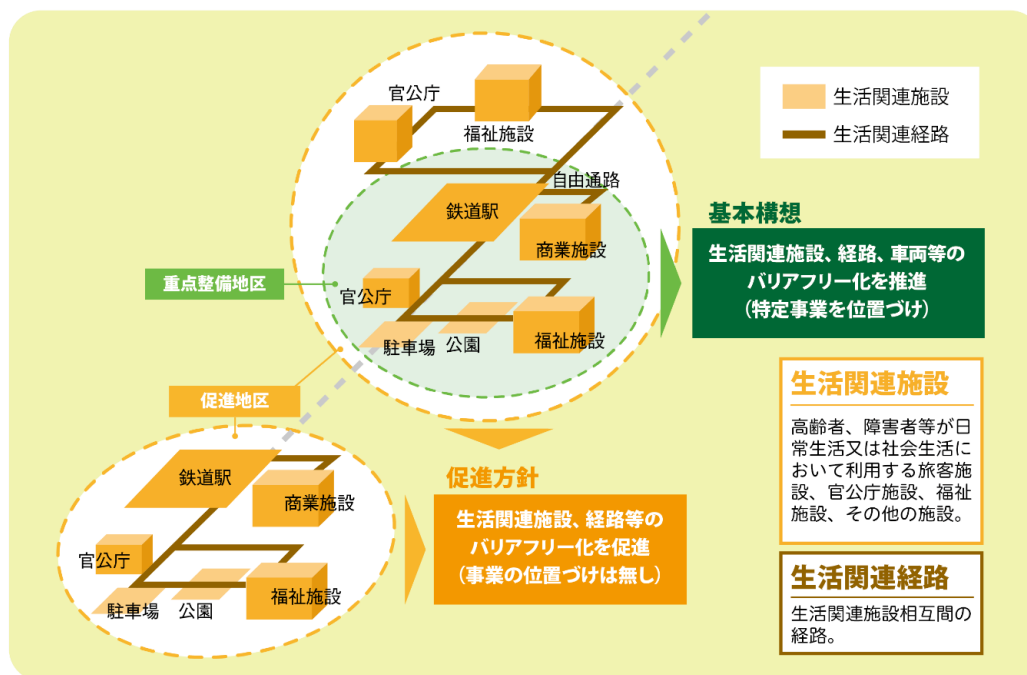 官公庁
福祉施設
生活関連施設
生活関連経路
自由通路
鉄道駅
商業施設
基本構想
生活関連施設、経路、車両等の
バリアフリー化を推進
(特定事業を位置づけ)
重点整備地区
官公庁
駐車場
公園
福祉施設
促進地区
鉄道駅
商業施設
官公庁
駐車場
公園
福祉施設
促進方針
生活関連施設、経路等の
バリアフリー化を促進
(事業の位置づけは無し)
生活関連施設
高齢者、障害者等が日
常生活又は社会生活に
おいて利用する旅客施
設、官公庁施設、福祉
施設、その他の施設。
生活関連経路
生活関連施設相互間の
経路。